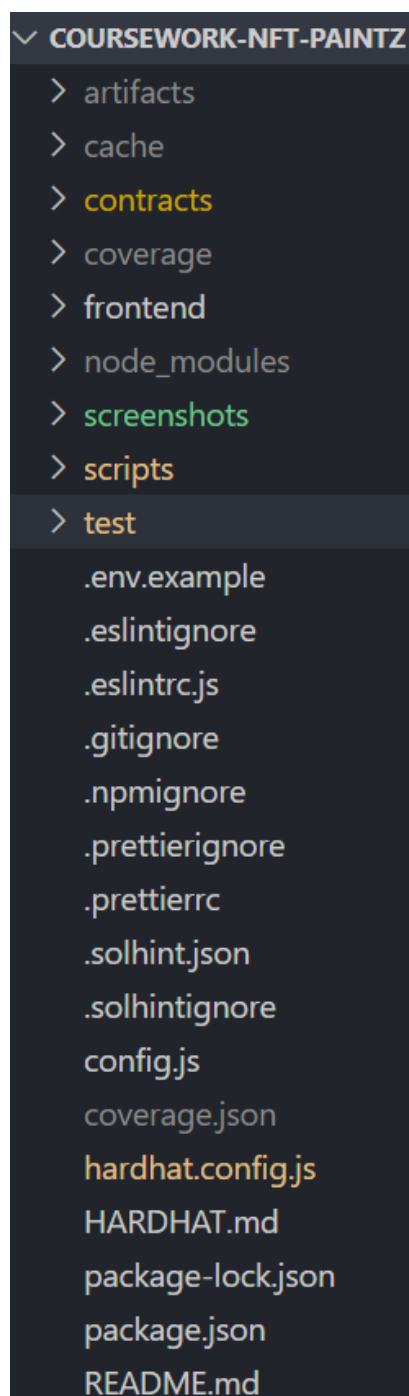 COURSEWORK-NFT-PAINTZ
artifacts
cache
contracts
coverage
frontend
node_modules
screenshots
scripts
test
.env.example
.eslintignore
.eslintrc.js
.gitignore
.npmignore
.prettierignore
.prettierrc
.solhint.json
.solhintignore
config.js
coverage.json
hardhat.config.js
HARDHAT.md
package-lock.json
package.json
README.md